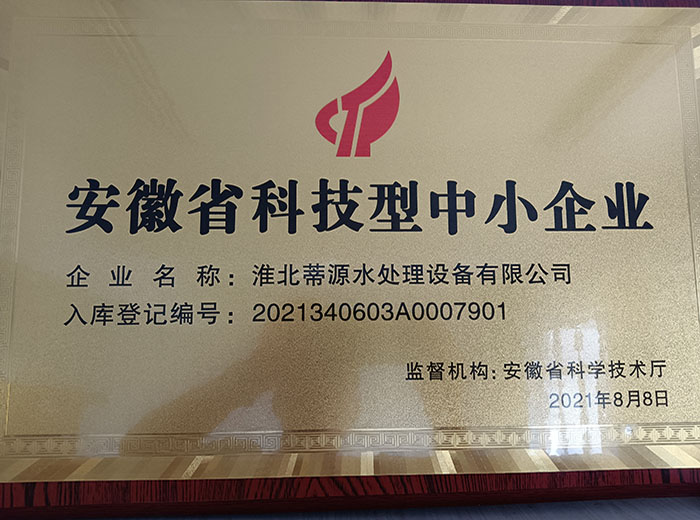 安徽省科技型中小企业
企业名称：淮北蒂源水处理设备有限公司
入库登记编号：2021340603A0007901
监督机构：安徽省科学技术厅
2021年8月8日